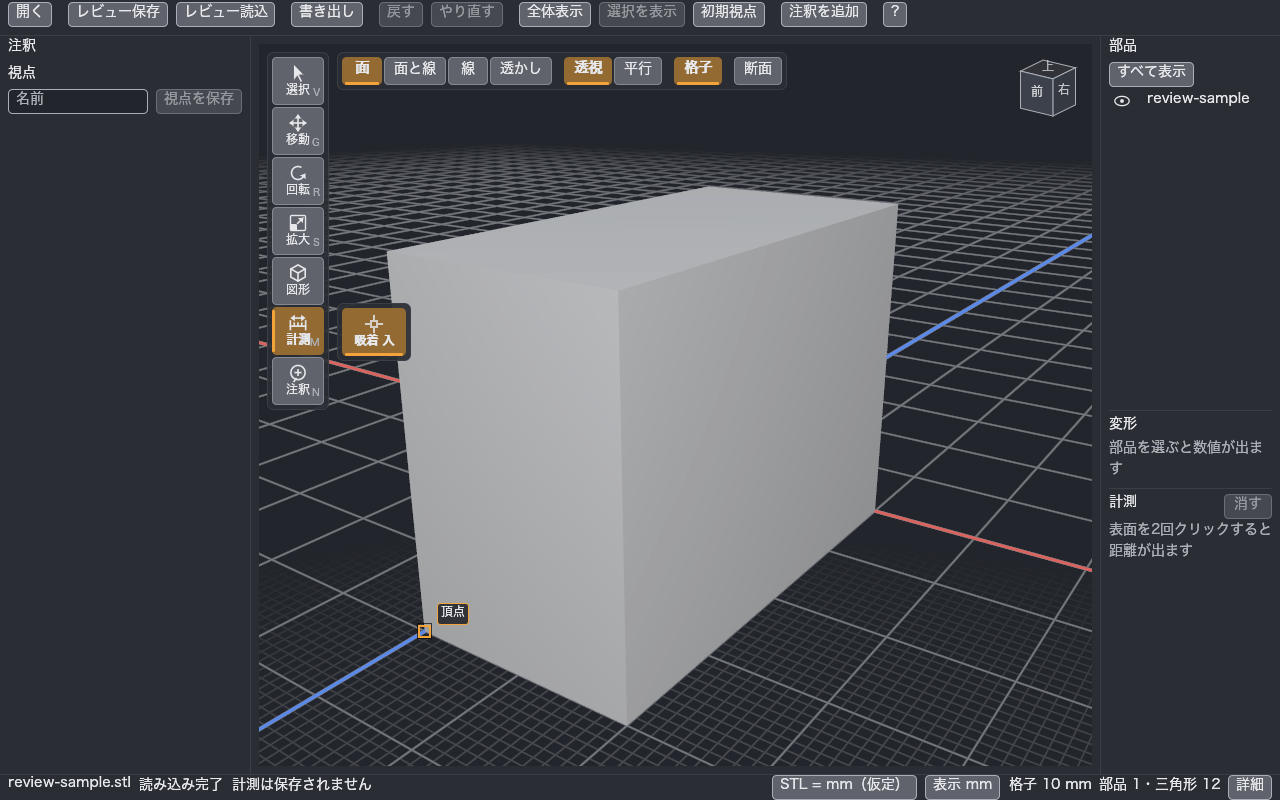 開く レビュー保存 レビュー読込 書き出し 戻す やり直す 全体表示 選択を表示 初期視点 注釈を追加 ?
注釈
視点
名前 視点を保存
選択 V
移動 G
回転 R
拡大 S
図形
計測 M
注釈 N
面 面と線 線 透かし 透視 平行 格子 断面
吸着 入
頂点
上
前 右
部品
すべて表示
review-sample
変形
部品を選ぶと数値が出ま
す
計測 消す
表面を2回クリックすると
距離が出ます
review-sample.stl 読み込み完了 計測は保存されません STL = mm（仮定） 表示 mm 格子 10 mm 部品 1・三角形 12 詳細